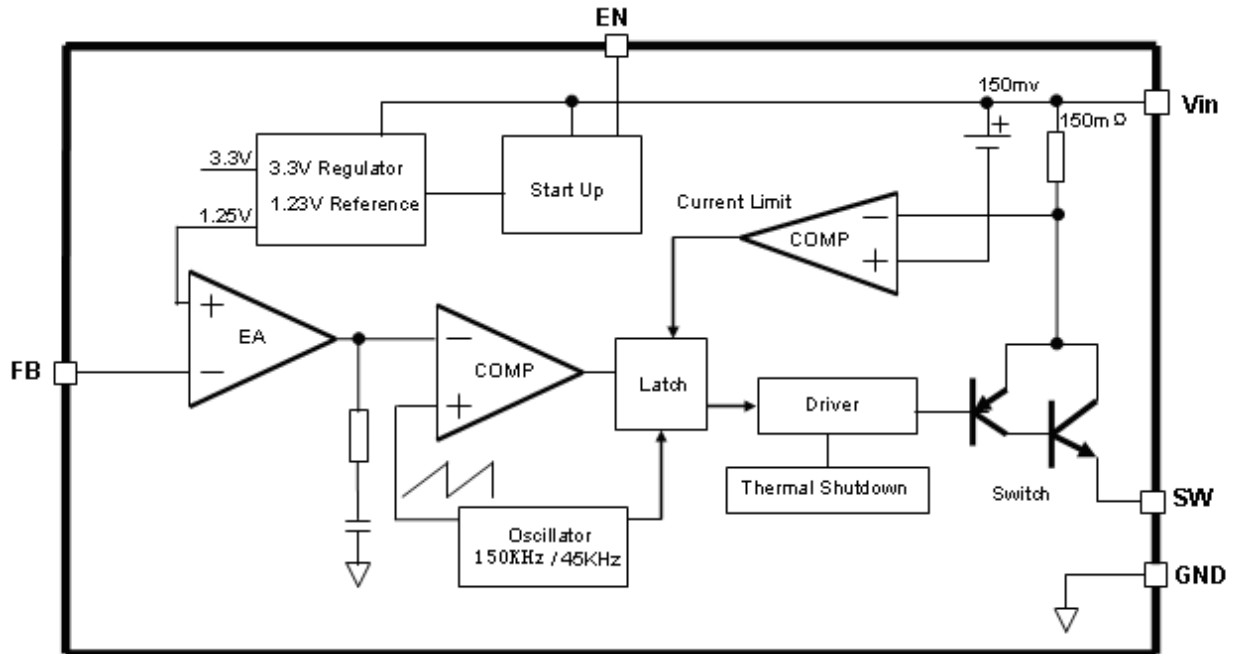 EN
150mv
Vin
+
150mΩ
3.3V
3.3V Regulator
1.23V Reference
Start Up
1.25V
Current Limit
−
COMP
+
+
EA
−
FB
−
COMP
+
Latch
Driver
Thermal Shutdown
Switch
SW
Oscillator
150KHz / 45KHz
GND